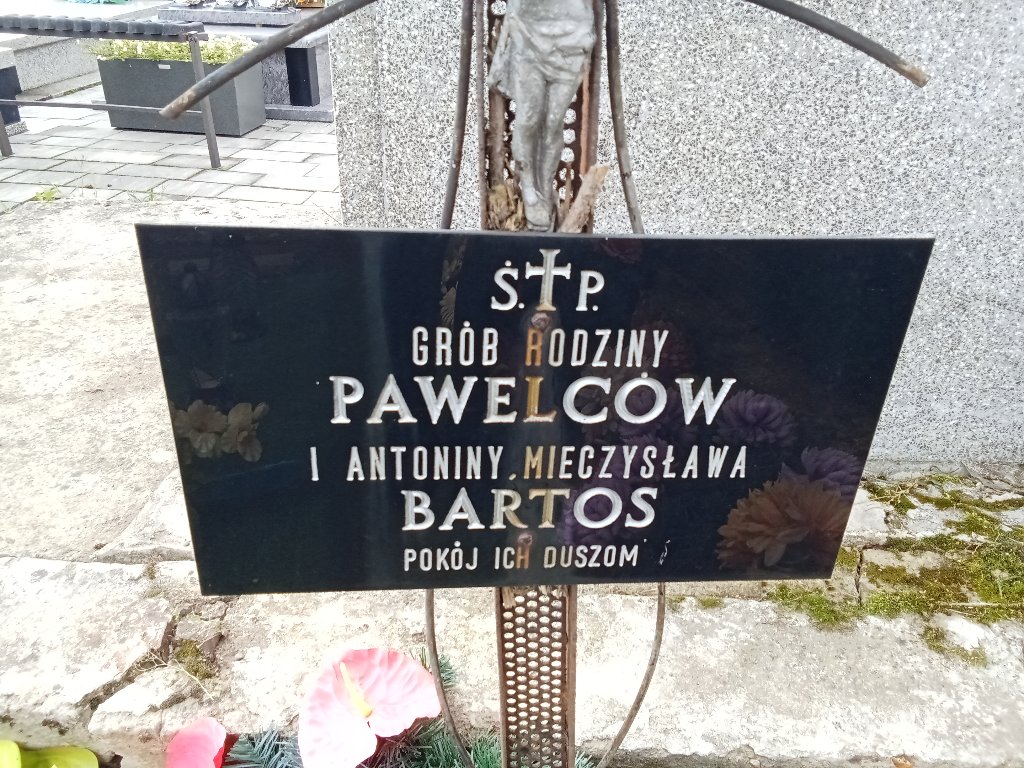 Ś.✝P.
GRÓB RODZINY
PAWELCÓW
I ANTONINY, MIECZYSŁAWA
BARTOS
POKÓJ ICH DUSZOM